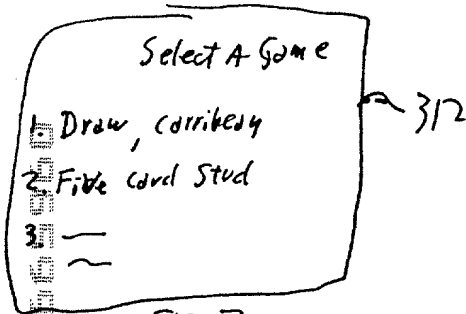 Select A Game
1. Draw, carribean
2. Five Card Stud
3.
312